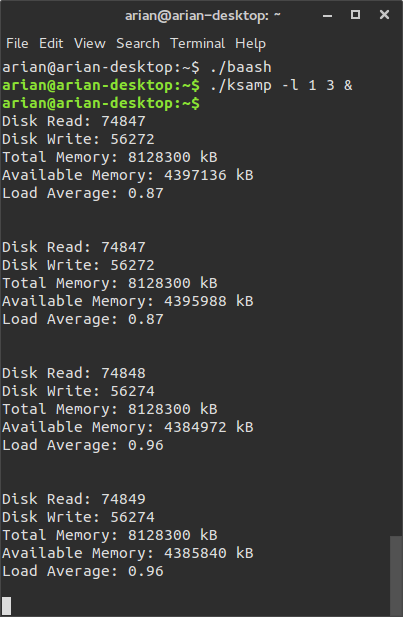 arian@arian-desktop: ~
File Edit View Search Terminal Help
arian@arian-desktop:~$ ./baash
arian@arian-desktop:~$ ./ksamp -l 1 3 &
arian@arian-desktop:~$
Disk Read: 74847
Disk Write: 56272
Total Memory: 8128300 kB
Available Memory: 4397136 kB
Load Average: 0.87
Disk Read: 74847
Disk Write: 56272
Total Memory: 8128300 kB
Available Memory: 4395988 kB
Load Average: 0.87
Disk Read: 74848
Disk Write: 56274
Total Memory: 8128300 kB
Available Memory: 4384972 kB
Load Average: 0.96
Disk Read: 74849
Disk Write: 56274
Total Memory: 8128300 kB
Available Memory: 4385840 kB
Load Average: 0.96